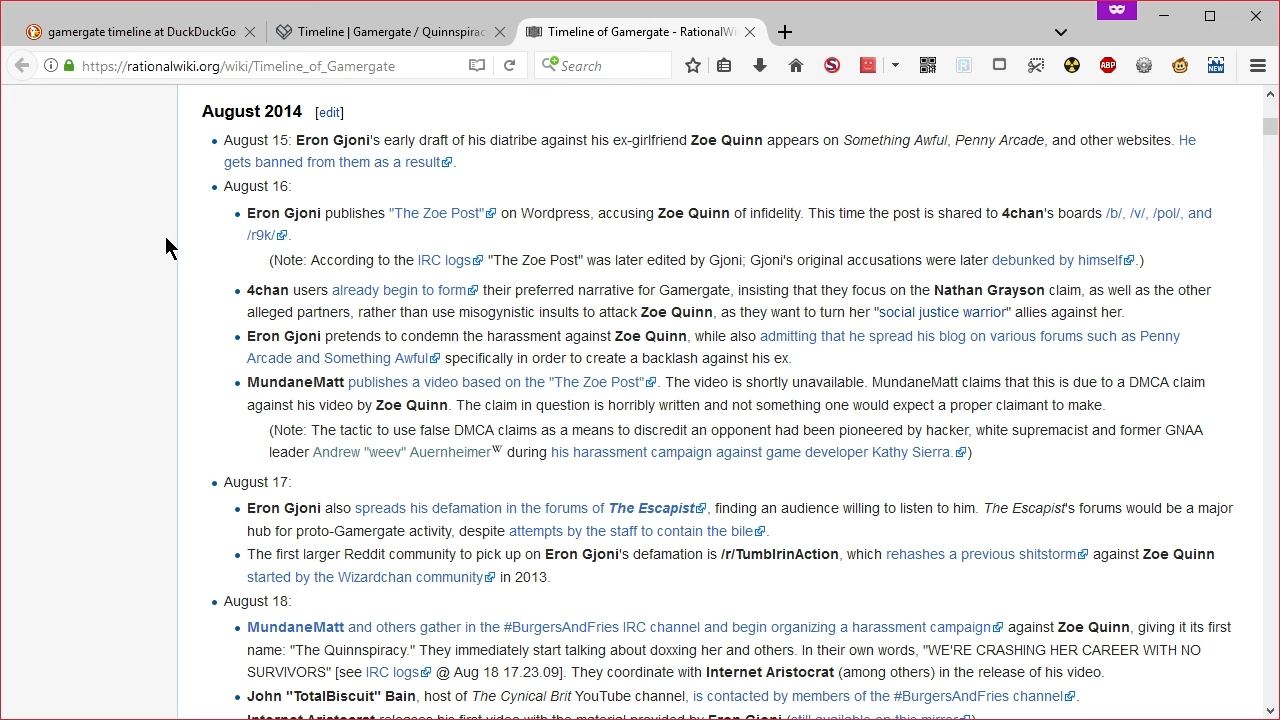 gamergate timeline at DuckDuckGo
Timeline | Gamergate / Quinnspirac
Timeline of Gamergate - RationalWi
https://rationalwiki.org/wiki/Timeline_of_Gamergate
Search
S
ABP
NEW
August 2014 [edit]
August 15: Eron Gjoni's early draft of his diatribe against his ex-girlfriend Zoe Quinn appears on Something Awful, Penny Arcade, and other websites. He
gets banned from them as a result.
August 16:
Eron Gjoni publishes "The Zoe Post" on Wordpress, accusing Zoe Quinn of infidelity. This time the post is shared to 4chan's boards /b/, /v/, /pol/, and
/r9k/.
(Note: According to the IRC logs "The Zoe Post" was later edited by Gjoni; Gjoni's original accusations were later debunked by himself.)
4chan users already begin to form their preferred narrative for Gamergate, insisting that they focus on the Nathan Grayson claim, as well as the other
alleged partners, rather than use misogynistic insults to attack Zoe Quinn, as they want to turn her "social justice warrior" allies against her.
Eron Gjoni pretends to condemn the harassment against Zoe Quinn, while also admitting that he spread his blog on various forums such as Penny
Arcade and Something Awful specifically in order to create a backlash against his ex.
MundaneMatt publishes a video based on the "The Zoe Post". The video is shortly unavailable. MundaneMatt claims that this is due to a DMCA claim
against his video by Zoe Quinn. The claim in question is horribly written and not something one would expect a proper claimant to make.
(Note: The tactic to use false DMCA claims as a means to discredit an opponent had been pioneered by hacker, white supremacist and former GNAA
leader Andrew "weev" Auernheimer W during his harassment campaign against game developer Kathy Sierra.)
August 17:
Eron Gjoni also spreads his defamation in the forums of The Escapist, finding an audience willing to listen to him. The Escapist's forums would be a major
hub for proto-Gamergate activity, despite attempts by the staff to contain the bile.
The first larger Reddit community to pick up on Eron Gjoni's defamation is /r/TumblrinAction, which rehashes a previous shitstorm against Zoe Quinn
started by the Wizardchan community in 2013.
August 18:
MundaneMatt and others gather in the #BurgersAndFries IRC channel and begin organizing a harassment campaign against Zoe Quinn, giving it its first
name: "The Quinnspiracy." They immediately start talking about doxxing her and others. In their own words, "WE'RE CRASHING HER CAREER WITH NO
SURVIVORS" [see IRC logs @ Aug 18 17.23.09]. They coordinate with Internet Aristocrat (among others) in the release of his video.
John "TotalBiscuit" Bain, host of The Cynical Brit YouTube channel, is contacted by members of the #BurgersAndFries channel.
Internet Aristocrat releases his first video with the material provided by Eron Gjoni (still available on this mirror)